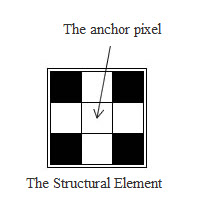 The anchor pixel
The Structural Element